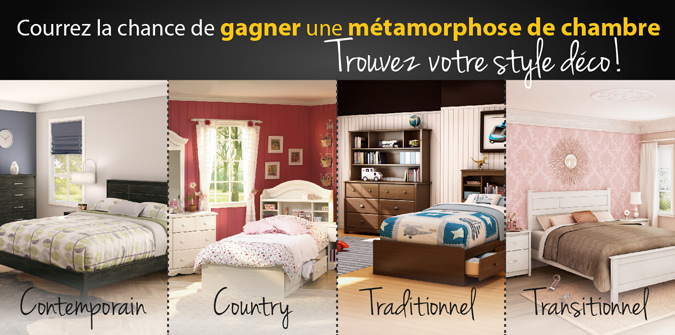 Courrez la chance de gagner une métamorphose de chambre
Trouvez votre style déco!
Contemporain
Country
Traditionnel
Transitionnel